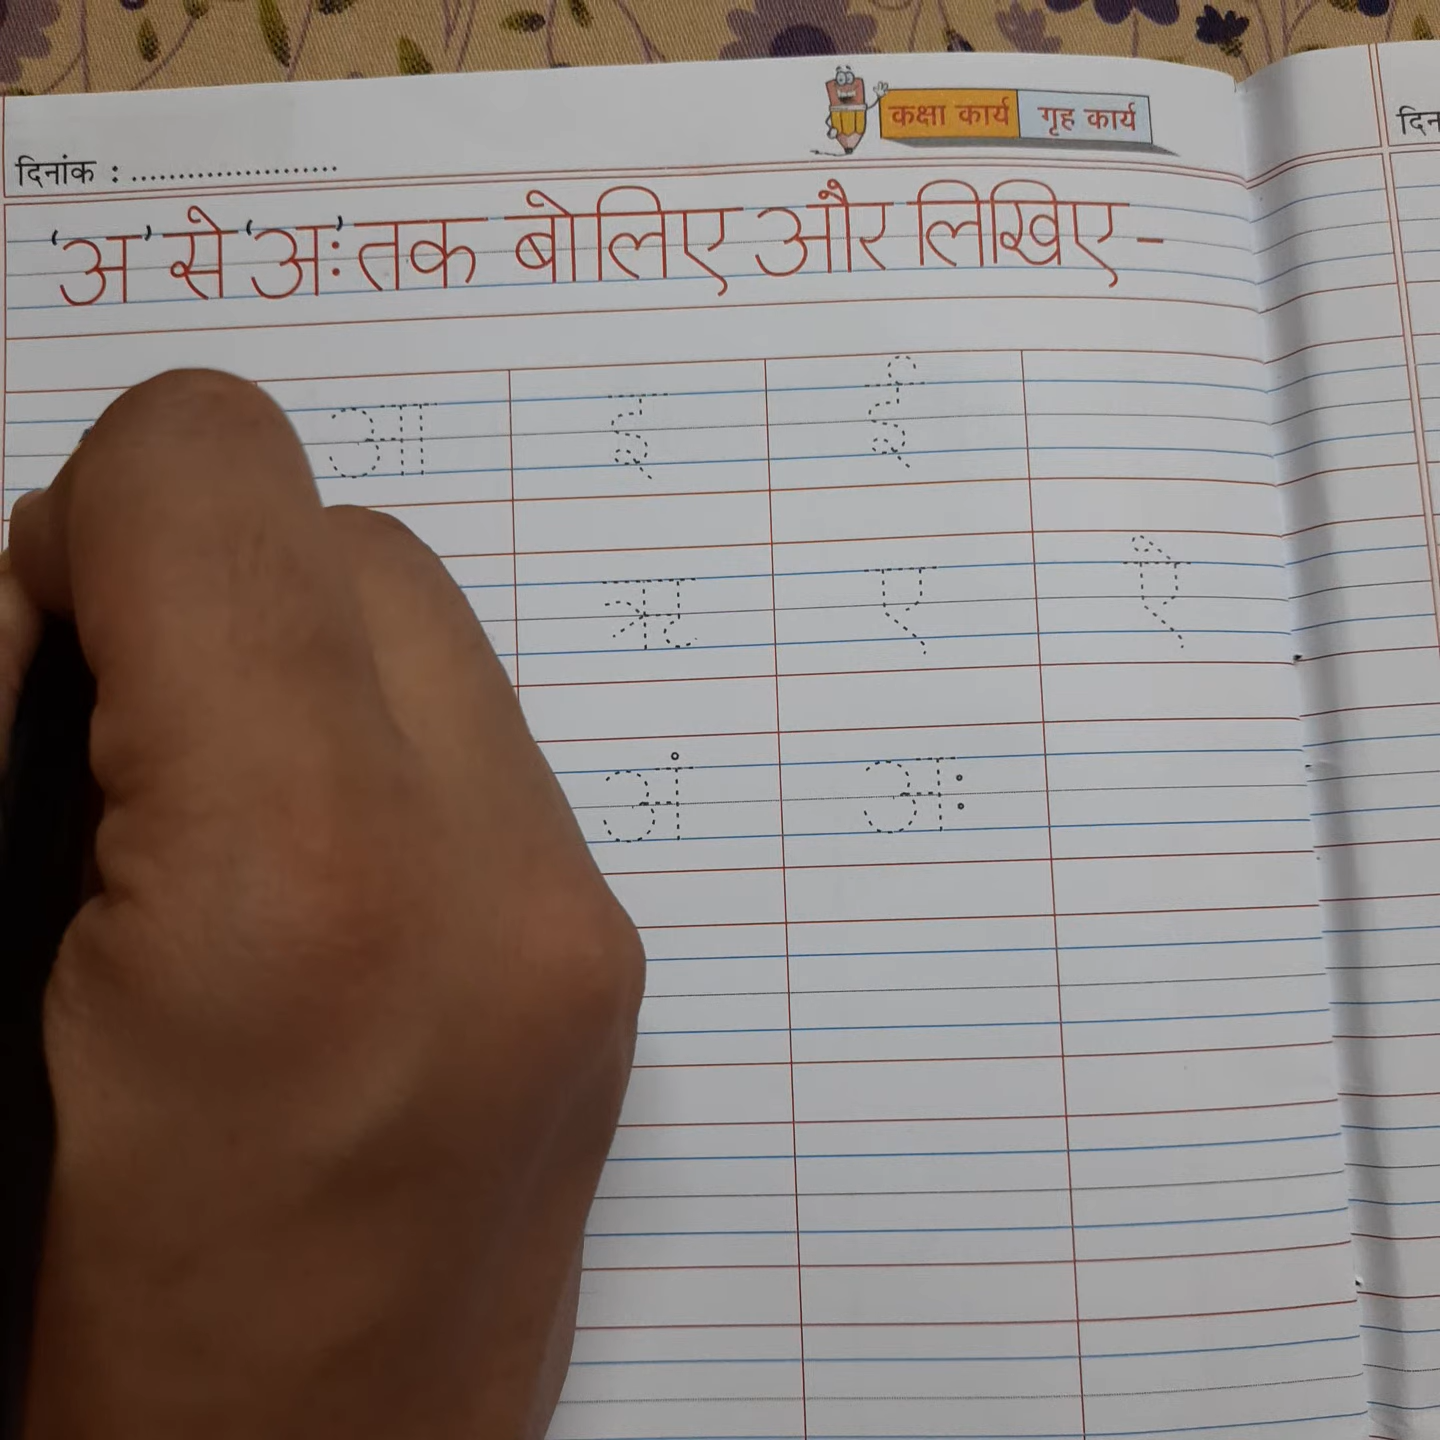 कक्षा कार्य गृह कार्य
दिनांक : .....................
'अ' से 'अः' तक बोलिए और लिखिए-
आ इ ई
ऋ ए ऐ
अं अः